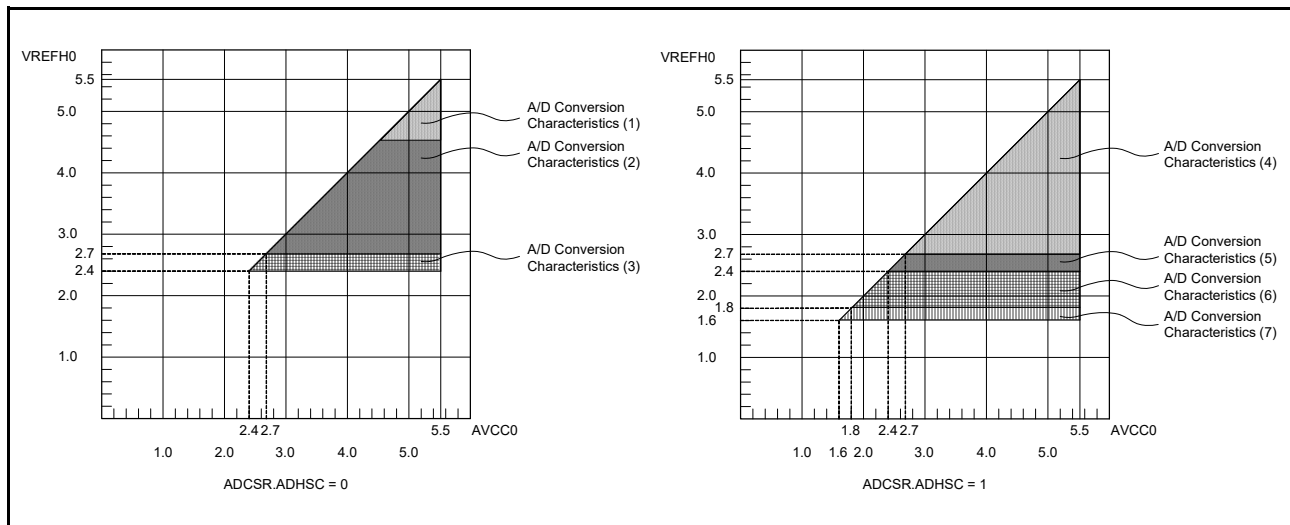 VREFH0
5.5
5.0
4.0
3.0
2.7
2.4
2.0
1.0
A/D Conversion
Characteristics (1)
A/D Conversion
Characteristics (2)
A/D Conversion
Characteristics (3)
2.4 2.7 5.5 AVCC0
1.0 2.0 3.0 4.0 5.0
ADCSR.ADHSC = 0
VREFH0
5.5
5.0
4.0
3.0
2.7
2.4
2.0
1.8
1.6
1.0
A/D Conversion
Characteristics (4)
A/D Conversion
Characteristics (5)
A/D Conversion
Characteristics (6)
A/D Conversion
Characteristics (7)
1.8 2.4 2.7 5.5 AVCC0
1.0 1.6 2.0 3.0 4.0 5.0
ADCSR.ADHSC = 1